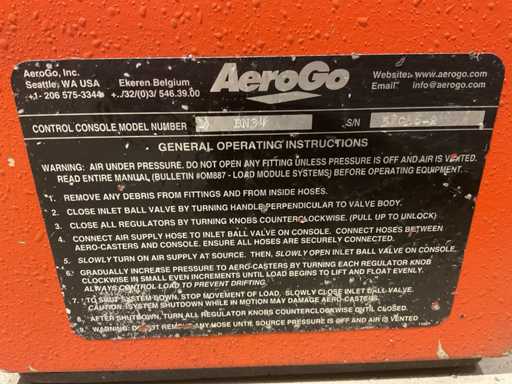 AeroGo, Inc.
Seattle, WA USA
+1- 206 575-3344
Ekeren Belgium
++/32/(0)3/ 546.39.00
AeroGo
Website: www.aerogo.com
Email: info@aerogo.com
CONTROL CONSOLE MODEL NUMBER BN34 S/N
GENERAL OPERATING INSTRUCTIONS
WARNING: AIR UNDER PRESSURE. DO NOT OPEN ANY FITTING UNLESS PRESSURE IS OFF AND AIR IS VENTED.
READ ENTIRE MANUAL (BULLETIN #OM887 - LOAD MODULE SYSTEMS) BEFORE OPERATING EQUIPMENT.
1. REMOVE ANY DEBRIS FROM FITTINGS AND FROM INSIDE HOSES.
2. CLOSE INLET BALL VALVE BY TURNING HANDLE PERPENDICULAR TO VALVE BODY.
3. CLOSE ALL REGULATORS BY TURNING KNOBS COUNTERCLOCKWISE. (PULL UP TO UNLOCK)
4. CONNECT AIR SUPPLY HOSE TO INLET BALL VALVE ON CONSOLE. CONNECT HOSES BETWEEN
AERO-CASTERS AND CONSOLE. ENSURE ALL HOSES ARE SECURELY CONNECTED.
5. SLOWLY TURN ON AIR SUPPLY AT SOURCE. THEN, SLOWLY OPEN INLET BALL VALVE ON CONSOLE.
6. GRADUALLY INCREASE PRESSURE TO AERO-CASTERS BY TURNING EACH REGULATOR KNOB
CLOCKWISE IN SMALL EVEN INCREMENTS UNTIL LOAD BEGINS TO LIFT AND FLOAT EVENLY.
ALWAYS CONTROL LOAD TO PREVENT DRIFTING.
7. TO SHUT SYSTEM DOWN, STOP MOVEMENT OF LOAD. SLOWLY CLOSE INLET BALL VALVE.
CAUTION: SYSTEM SHUTDOWN WHILE IN MOTION MAY DAMAGE AERO-CASTERS.
8. AFTER SHUTDOWN, TURN ALL REGULATOR KNOBS COUNTERCLOCKWISE UNTIL CLOSED.
WARNING: DO NOT REMOVE ANY HOSE UNTIL SOURCE PRESSURE IS OFF AND AIR IS VENTED